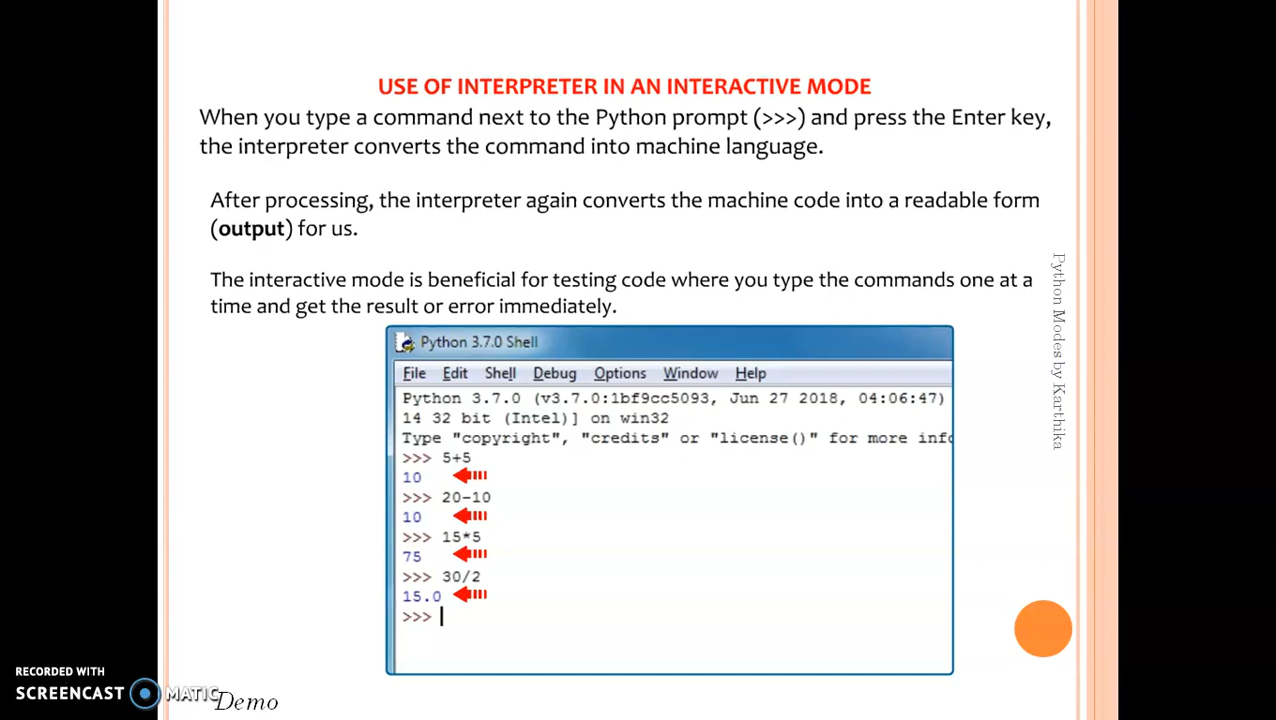 USE OF INTERPRETER IN AN INTERACTIVE MODE
When you type a command next to the Python prompt (>>>) and press the Enter key,
the interpreter converts the command into machine language.
After processing, the interpreter again converts the machine code into a readable form
(output) for us.
The interactive mode is beneficial for testing code where you type the commands one at a
time and get the result or error immediately.
Python Modes by Karthika
Python 3.7.0 Shell
File Edit Shell Debug Options Window Help
Python 3.7.0 (v3.7.0:1bf9cc5093, Jun 27 2018, 04:06:47)
14 32 bit (Intel)] on win32
Type "copyright", "credits" or "license()" for more info
>>> 5+5
10
>>> 20-10
10
>>> 15*5
75
>>> 30/2
15.0
>>>
RECORDED WITH
SCREENCAST MATIC
Demo